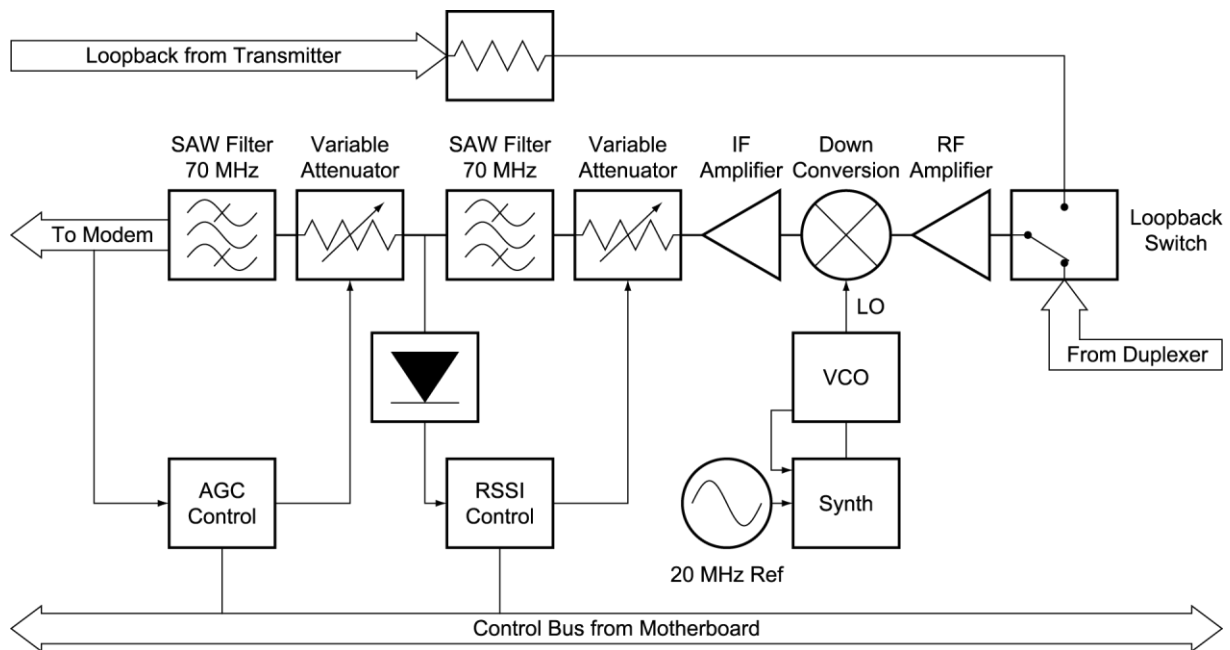 Loopback from Transmitter
SAW Filter
70 MHz
Variable
Attenuator
SAW Filter
70 MHz
Variable
Attenuator
IF
Amplifier
Down
Conversion
RF
Amplifier
Loopback
Switch
To Modem
LO
From Duplexer
VCO
AGC
Control
RSSI
Control
Synth
20 MHz Ref
Control Bus from Motherboard